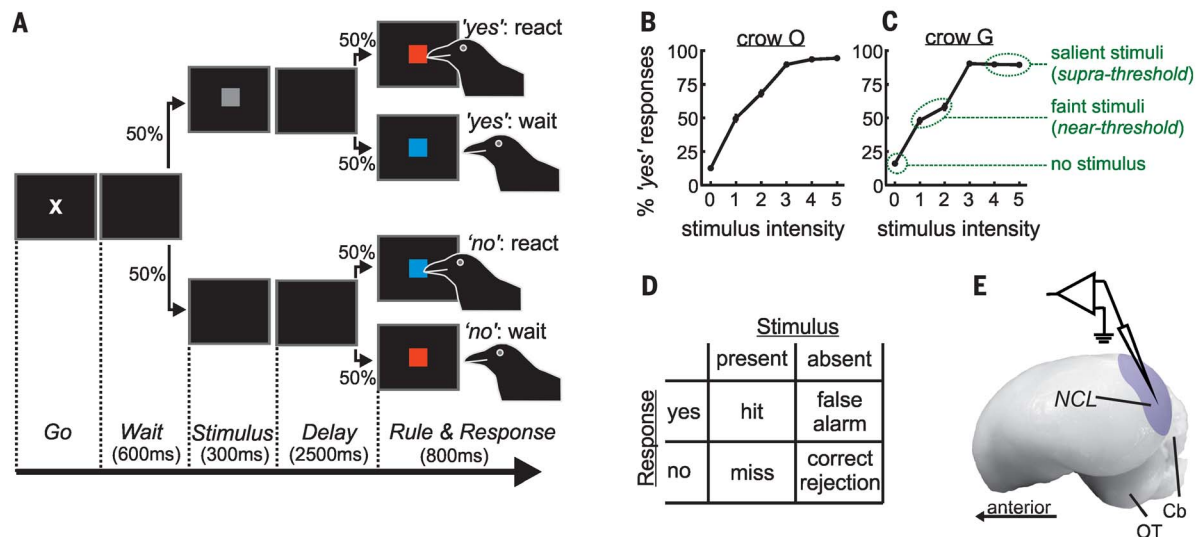 A
X
50%
50%
50%
50%
50%
50%
'yes': react
'yes': wait
'no': react
'no': wait
Go
Wait
(600ms)
Stimulus
(300ms)
Delay
(2500ms)
Rule & Response
(800ms)
B
crow O
% 'yes' responses
100
75
50
25
0
0 1 2 3 4 5
stimulus intensity
C
crow G
100
75
50
25
0
0 1 2 3 4 5
stimulus intensity
salient stimuli
(supra-threshold)
faint stimuli
(near-threshold)
no stimulus
D
Stimulus
present absent
Response
yes hit false
alarm
no miss correct
rejection
E
NCL
anterior
OT
Cb